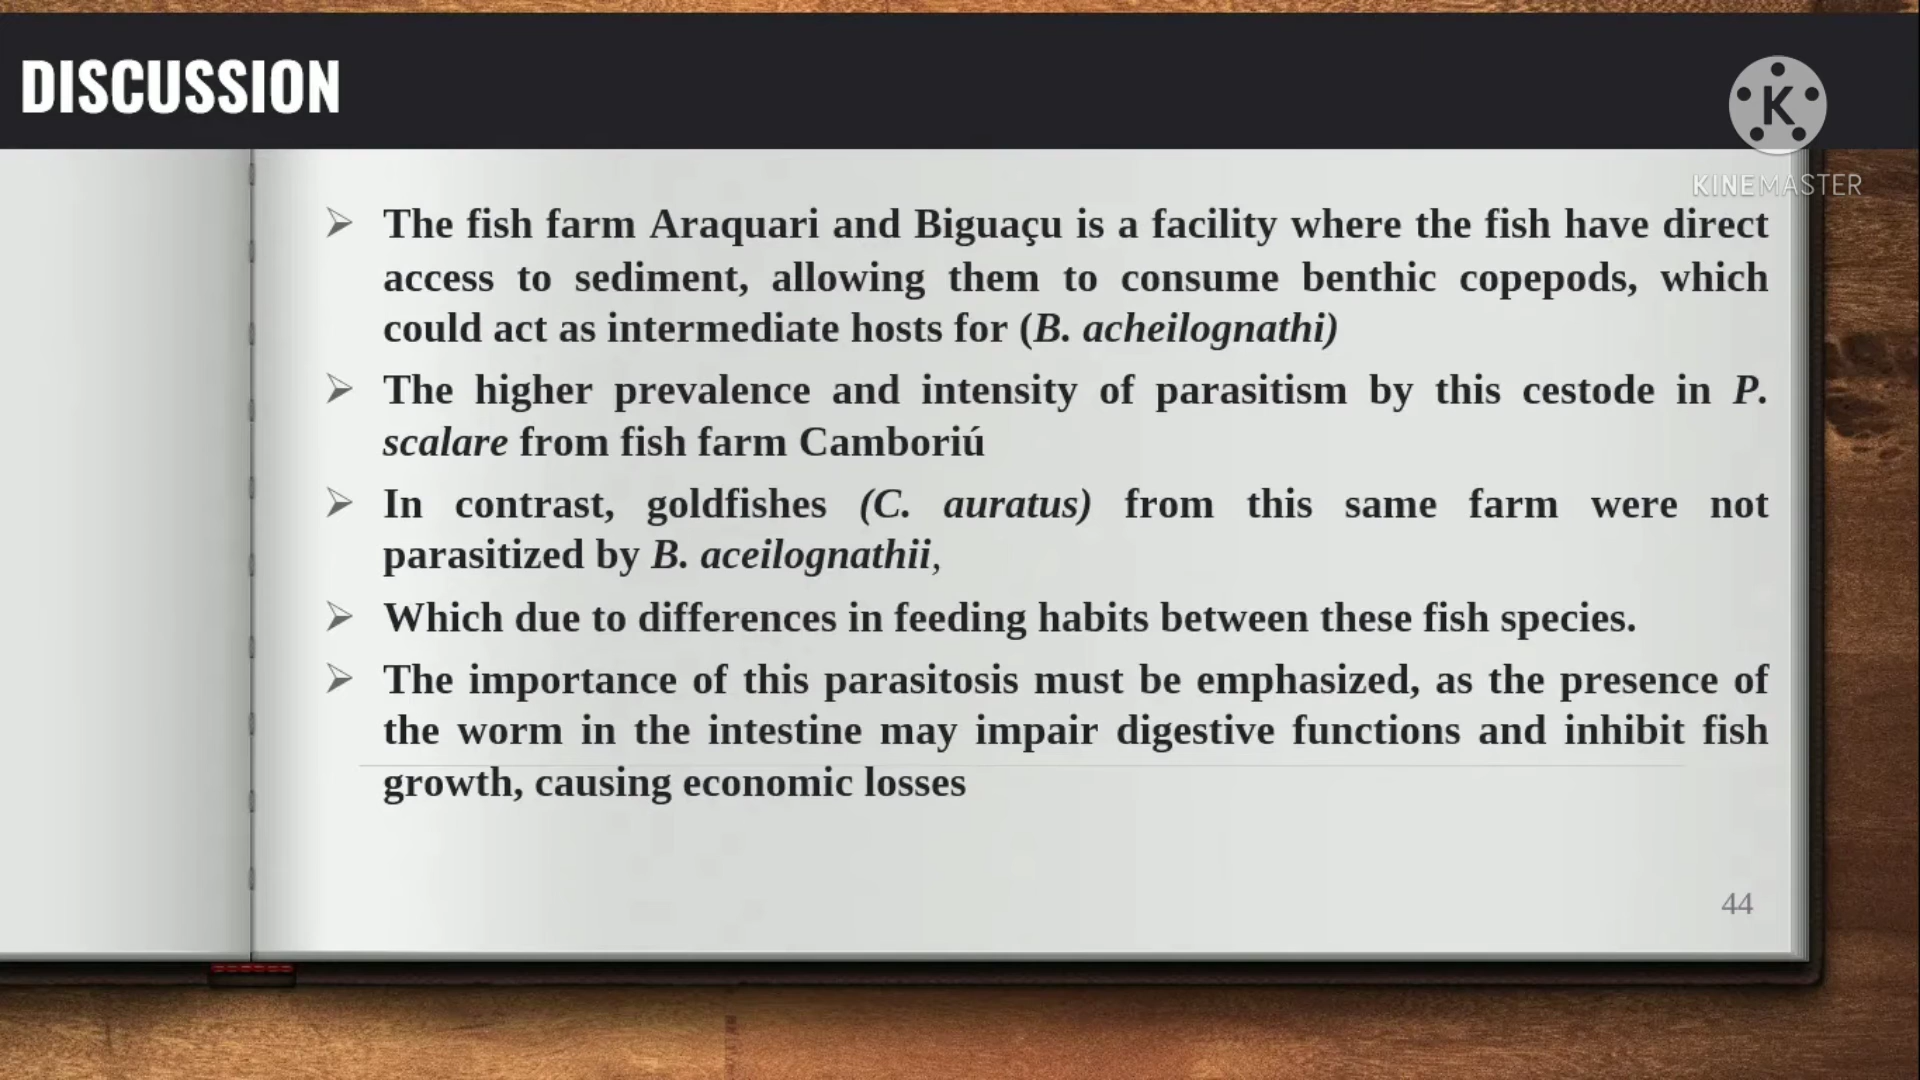 DISCUSSION
K
KINEMASTER
➢ The fish farm Araquari and Biguaçu is a facility where the fish have direct
access to sediment, allowing them to consume benthic copepods, which
could act as intermediate hosts for (B. acheilognathi)
➢ The higher prevalence and intensity of parasitism by this cestode in P.
scalare from fish farm Camboriú
➢ In contrast, goldfishes (C. auratus) from this same farm were not
parasitized by B. aceilognathii,
➢ Which due to differences in feeding habits between these fish species.
➢ The importance of this parasitosis must be emphasized, as the presence of
the worm in the intestine may impair digestive functions and inhibit fish
growth, causing economic losses
44